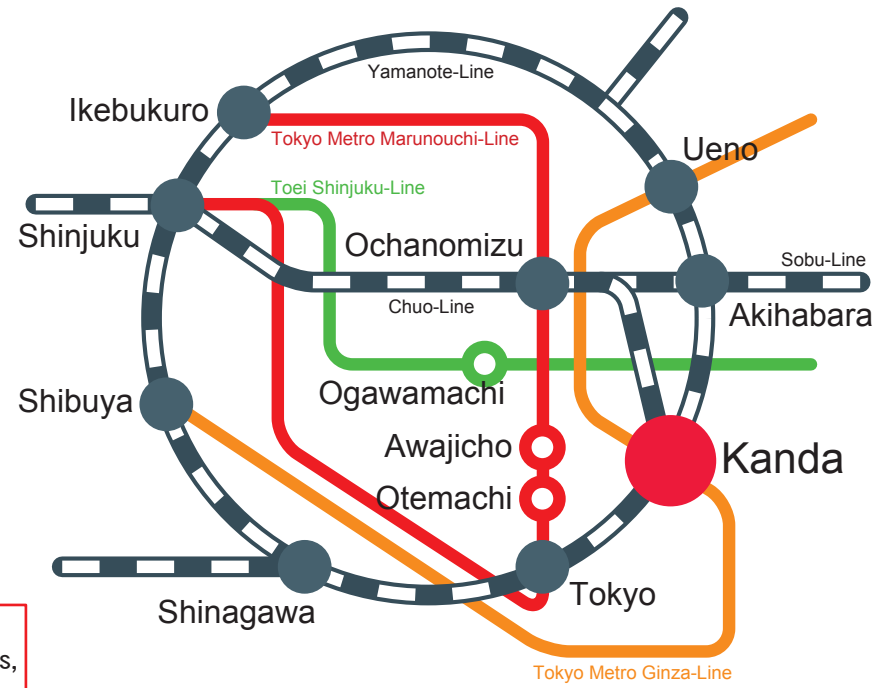 Yamanote-Line
Ikebukuro
Tokyo Metro Marunouchi-Line
Ueno
Toei Shinjuku-Line
Shinjuku
Ochanomizu
Sobu-Line
Chuo-Line
Akihabara
Shibuya
Ogawamachi
Awajicho
Kanda
Otemachi
Tokyo
Shinagawa
s,
Tokyo Metro Ginza-Line